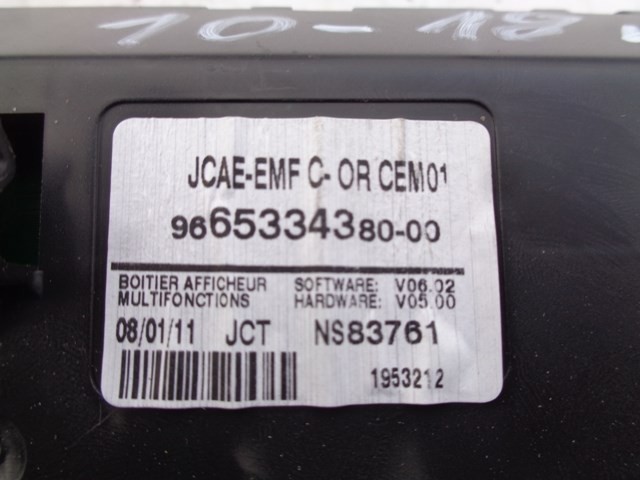 10-18
JCAE-EMF C- OR CEM01
9665334380-00
BOITIER AFFICHEUR SOFTWARE: V06.02
MULTIFONCTIONS HARDWARE: V05.00
08/01/11 JCT NS83761
1953212